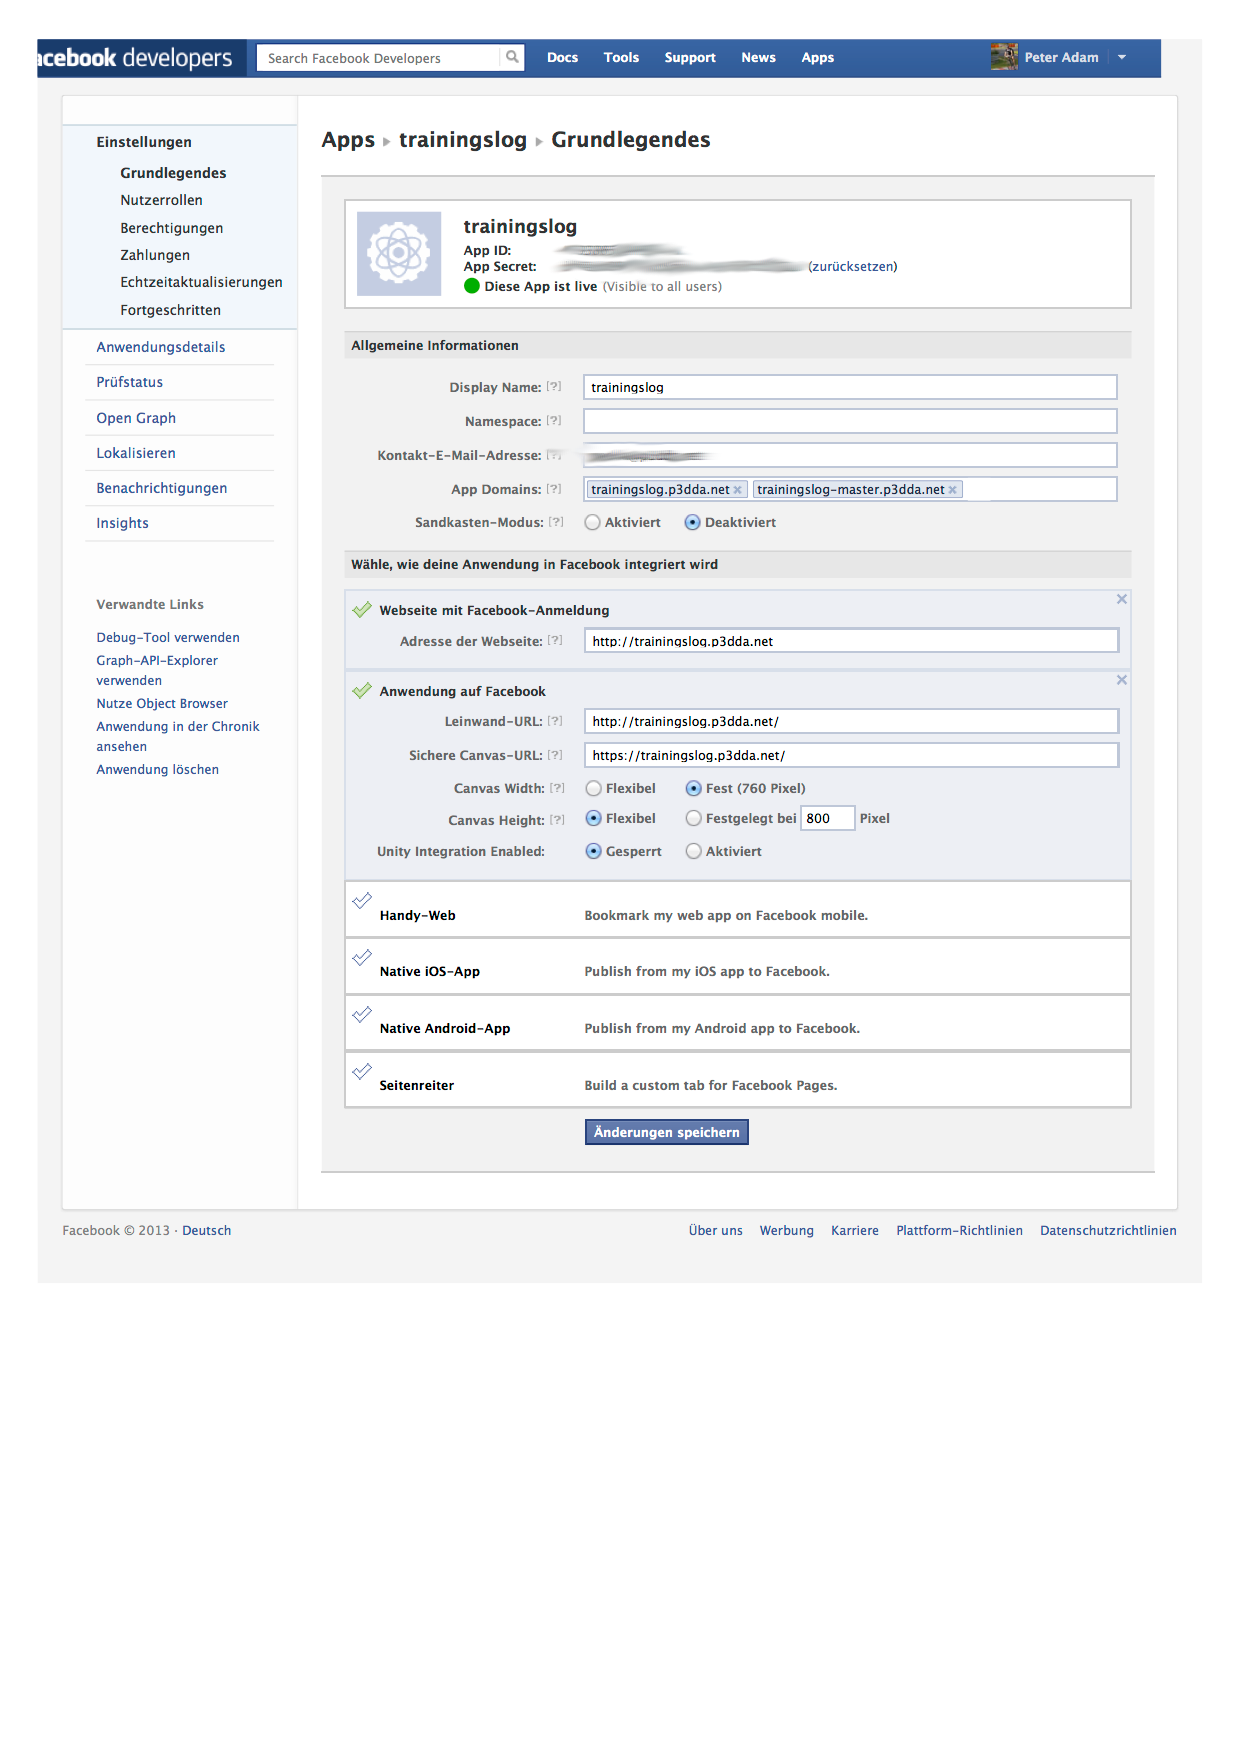 acebook developers Search Facebook Developers Docs Tools Support News Apps Peter Adam
Einstellungen
Grundlegendes
Nutzerrollen
Berechtigungen
Zahlungen
Echtzeitaktualisierungen
Fortgeschritten
Anwendungsdetails
Prüfstatus
Open Graph
Lokalisieren
Benachrichtigungen
Insights
Verwandte Links
Debug-Tool verwenden
Graph-API-Explorer
verwenden
Nutze Object Browser
Anwendung in der Chronik
ansehen
Anwendung löschen
Apps ▸ trainingslog ▸ Grundlegendes
trainingslog
App ID:
App Secret: (zurücksetzen)
Diese App ist live (Visible to all users)
Allgemeine Informationen
Display Name: [?] trainingslog
Namespace: [?]
Kontakt-E-Mail-Adresse: [?]
App Domains: [?] trainingslog.p3dda.net × trainingslog-master.p3dda.net ×
Sandkasten-Modus: [?] Aktiviert Deaktiviert
Wähle, wie deine Anwendung in Facebook integriert wird
Webseite mit Facebook-Anmeldung
Adresse der Webseite: [?] http://trainingslog.p3dda.net
Anwendung auf Facebook
Leinwand-URL: [?] http://trainingslog.p3dda.net/
Sichere Canvas-URL: [?] https://trainingslog.p3dda.net/
Canvas Width: [?] Flexibel Fest (760 Pixel)
Canvas Height: [?] Flexibel Festgelegt bei 800 Pixel
Unity Integration Enabled: Gesperrt Aktiviert
Handy-Web Bookmark my web app on Facebook mobile.
Native iOS-App Publish from my iOS app to Facebook.
Native Android-App Publish from my Android app to Facebook.
Seitenreiter Build a custom tab for Facebook Pages.
Änderungen speichern
Facebook © 2013 · Deutsch Über uns Werbung Karriere Plattform-Richtlinien Datenschutzrichtlinien